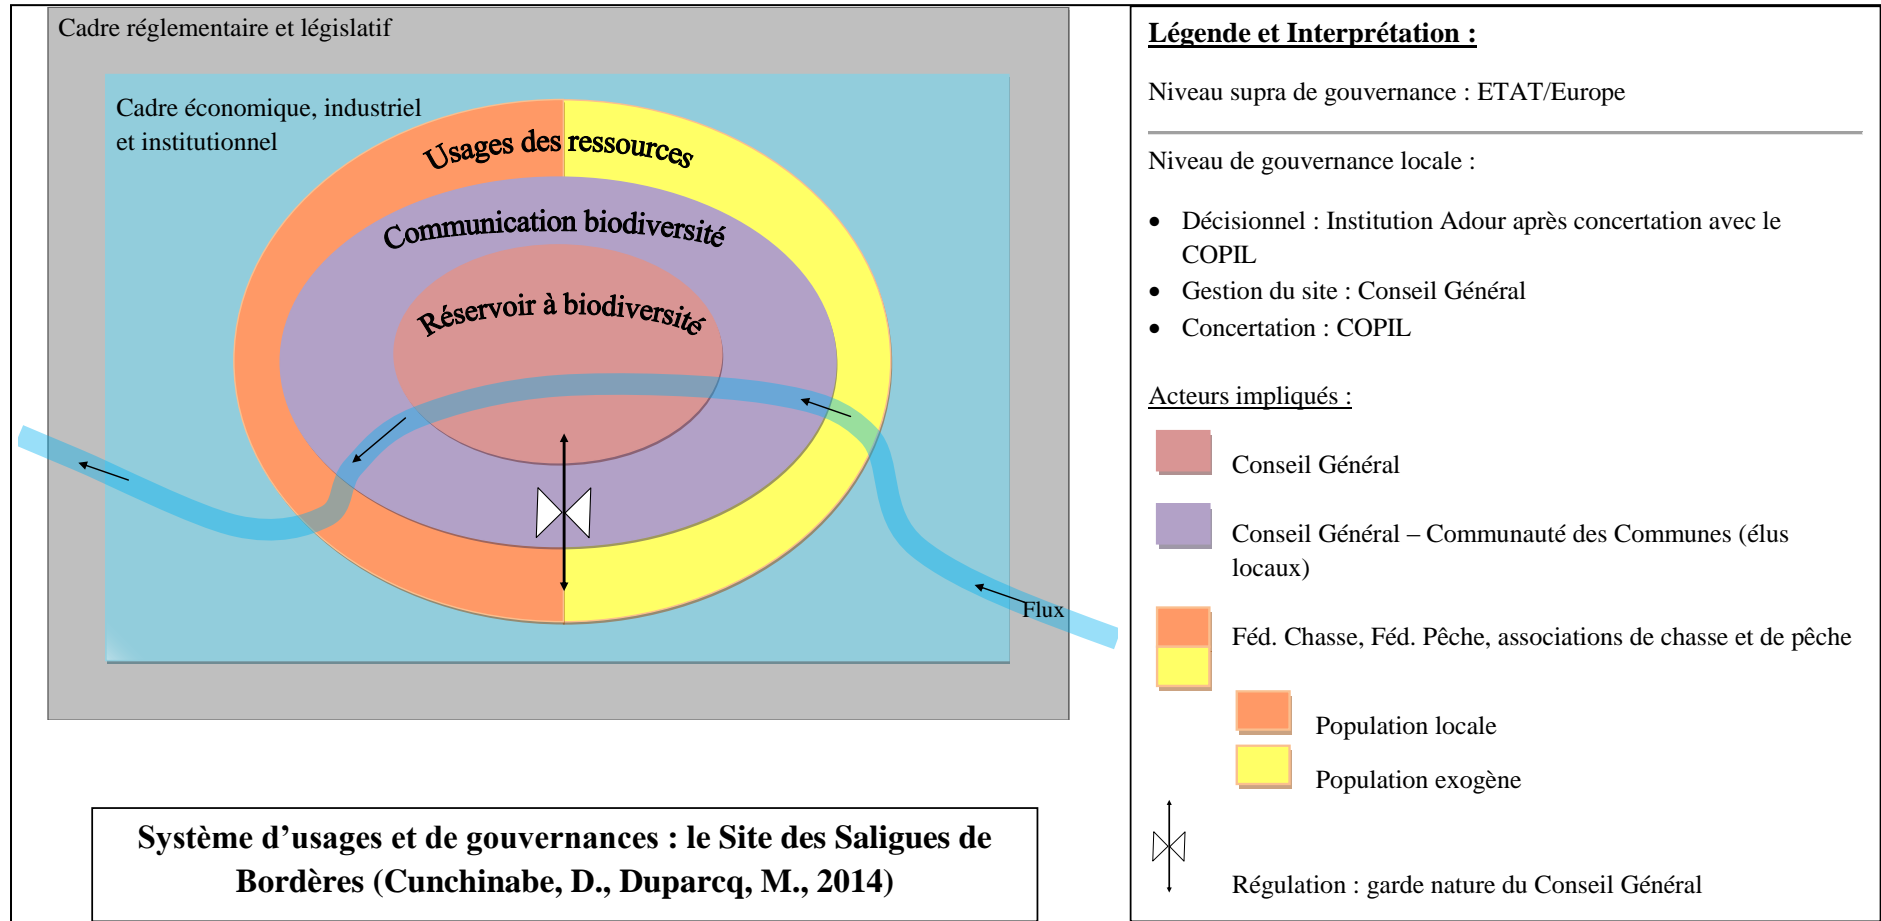 Cadre réglementaire et législatif
Cadre économique, industriel
et institutionnel
Usages des ressources
Communication biodiversité
Réservoir à biodiversité
Flux
Système d'usages et de gouvernances : le Site des Saligues de
Bordères (Cunchinabe, D., Duparcq, M., 2014)
Légende et Interprétation :
Niveau supra de gouvernance : ETAT/Europe
Niveau de gouvernance locale :
• Décisionnel : Institution Adour après concertation avec le
COPIL
• Gestion du site : Conseil Général
• Concertation : COPIL
Acteurs impliqués :
Conseil Général
Conseil Général – Communauté des Communes (élus
locaux)
Féd. Chasse, Féd. Pêche, associations de chasse et de pêche
Population locale
Population exogène
Régulation : garde nature du Conseil Général